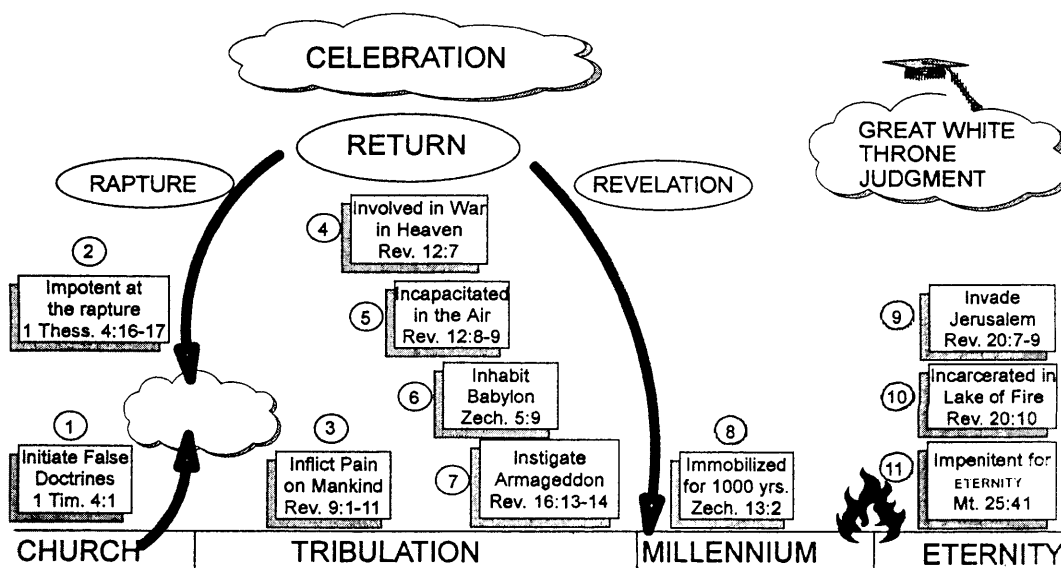 CELEBRATION
RETURN
RAPTURE
REVELATION
GREAT WHITE
THRONE
JUDGMENT
4
Involved in War
in Heaven
Rev. 12:7
2
Impotent at
the rapture
1 Thess. 4:16-17
5
Incapacitated
in the Air
Rev. 12:8-9
9
Invade
Jerusalem
Rev. 20:7-9
6
Inhabit
Babylon
Zech. 5:9
10
Incarcerated in
Lake of Fire
Rev. 20:10
1
Initiate False
Doctrines
1 Tim. 4:1
3
Inflict Pain
on Mankind
Rev. 9:1-11
7
Instigate
Armageddon
Rev. 16:13-14
8
Immobilized
for 1000 yrs.
Zech. 13:2
11
Impenitent for
ETERNITY
Mt. 25:41
CHURCH
TRIBULATION
MILLENNIUM
ETERNITY